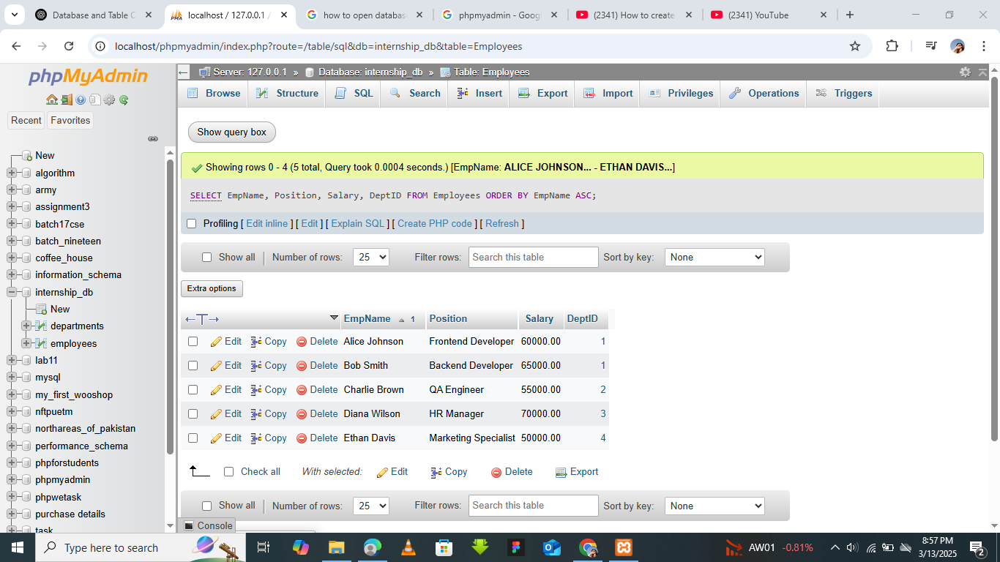 Database and Table C
localhost / 127.0.0.1 /
how to open databas
phpmyadmin - Goog
(2341) How to create
(2341) YouTube
localhost/phpmyadmin/index.php?route=/table/sql&db=internship_db&table=Employees
phpMyAdmin
Recent Favorites
New
algorithm
army
assignment3
batch17cse
batch_nineteen
coffee_house
information_schema
internship_db
New
departments
employees
lab11
mysql
my_first_wooshop
nftpuetm
northareas_of_pakistan
performance_schema
phpforstudents
phpmyadmin
phpwetask
purchase details
task
Server: 127.0.0.1 » Database: internship_db » Table: Employees
Browse Structure SQL Search Insert Export Import Privileges Operations Triggers
Show query box
Showing rows 0 - 4 (5 total, Query took 0.0004 seconds.) [EmpName: ALICE JOHNSON... - ETHAN DAVIS...]
SELECT EmpName, Position, Salary, DeptID FROM Employees ORDER BY EmpName ASC;
Profiling [ Edit inline ] [ Edit ] [ Explain SQL ] [ Create PHP code ] [ Refresh ]
Show all Number of rows: 25 Filter rows: Search this table Sort by key: None
Extra options
EmpName 1 Position Salary DeptID
Edit Copy Delete Alice Johnson Frontend Developer 60000.00 1
Edit Copy Delete Bob Smith Backend Developer 65000.00 1
Edit Copy Delete Charlie Brown QA Engineer 55000.00 2
Edit Copy Delete Diana Wilson HR Manager 70000.00 3
Edit Copy Delete Ethan Davis Marketing Specialist 50000.00 4
Check all With selected: Edit Copy Delete Export
Show all Number of rows: 25 Filter rows: Search this table Sort by key: None
Console
Type here to search
AW01 -0.81%
8:57 PM
3/13/2025
2